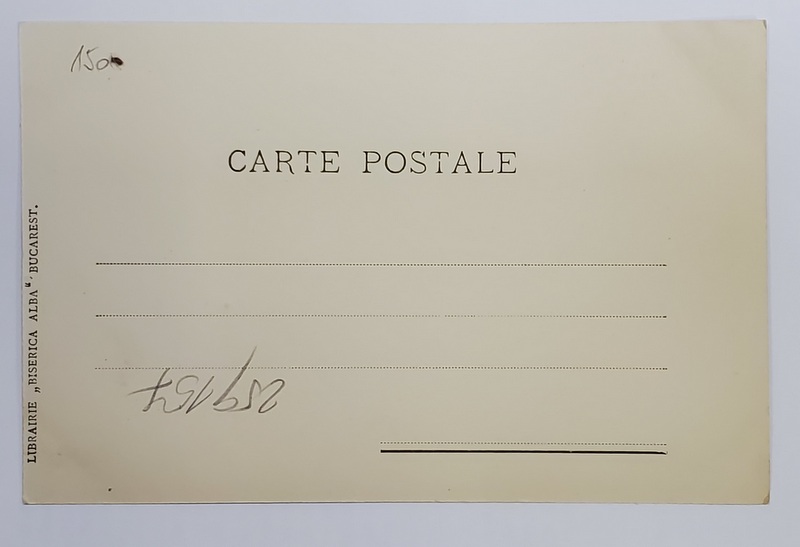 150
CARTE POSTALE
LIBRAIRIE „BISERICA ALBA“ BUCAREST.